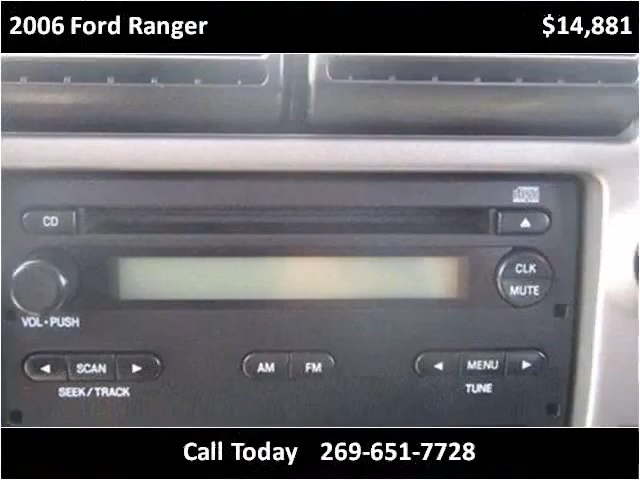 2006 Ford Ranger $14,881
CD
CLK
MUTE
VOL•PUSH
SCAN AM FM MENU
SEEK/TRACK TUNE
Call Today 269-651-7728